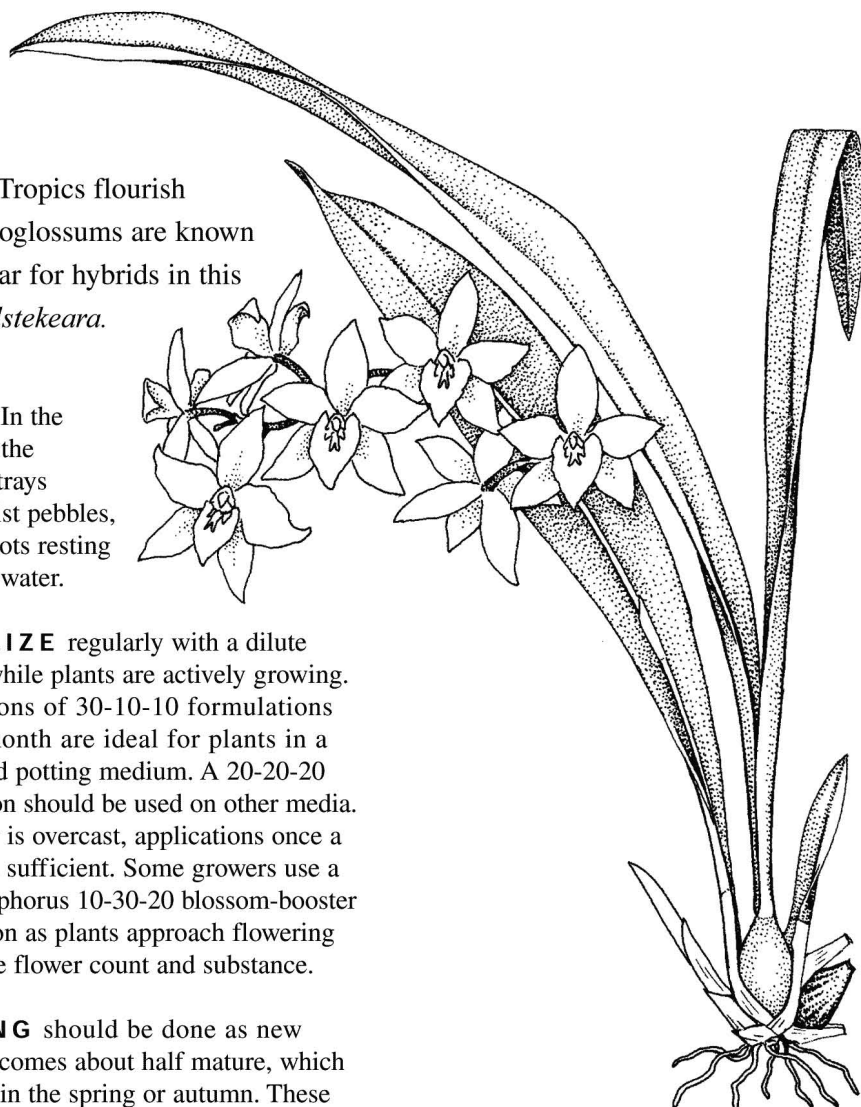 Tropics flourish
oglossums are known
ar for hybrids in this
lstekeara.
In the
the
trays
ist pebbles,
ots resting
water.
IZE regularly with a dilute
while plants are actively growing.
ons of 30-10-10 formulations
onth are ideal for plants in a
d potting medium. A 20-20-20
on should be used on other media.
r is overcast, applications once a
sufficient. Some growers use a
phorus 10-30-20 blossom-booster
on as plants approach flowering
e flower count and substance.
NG should be done as new
comes about half mature, which
in the spring or autumn. These